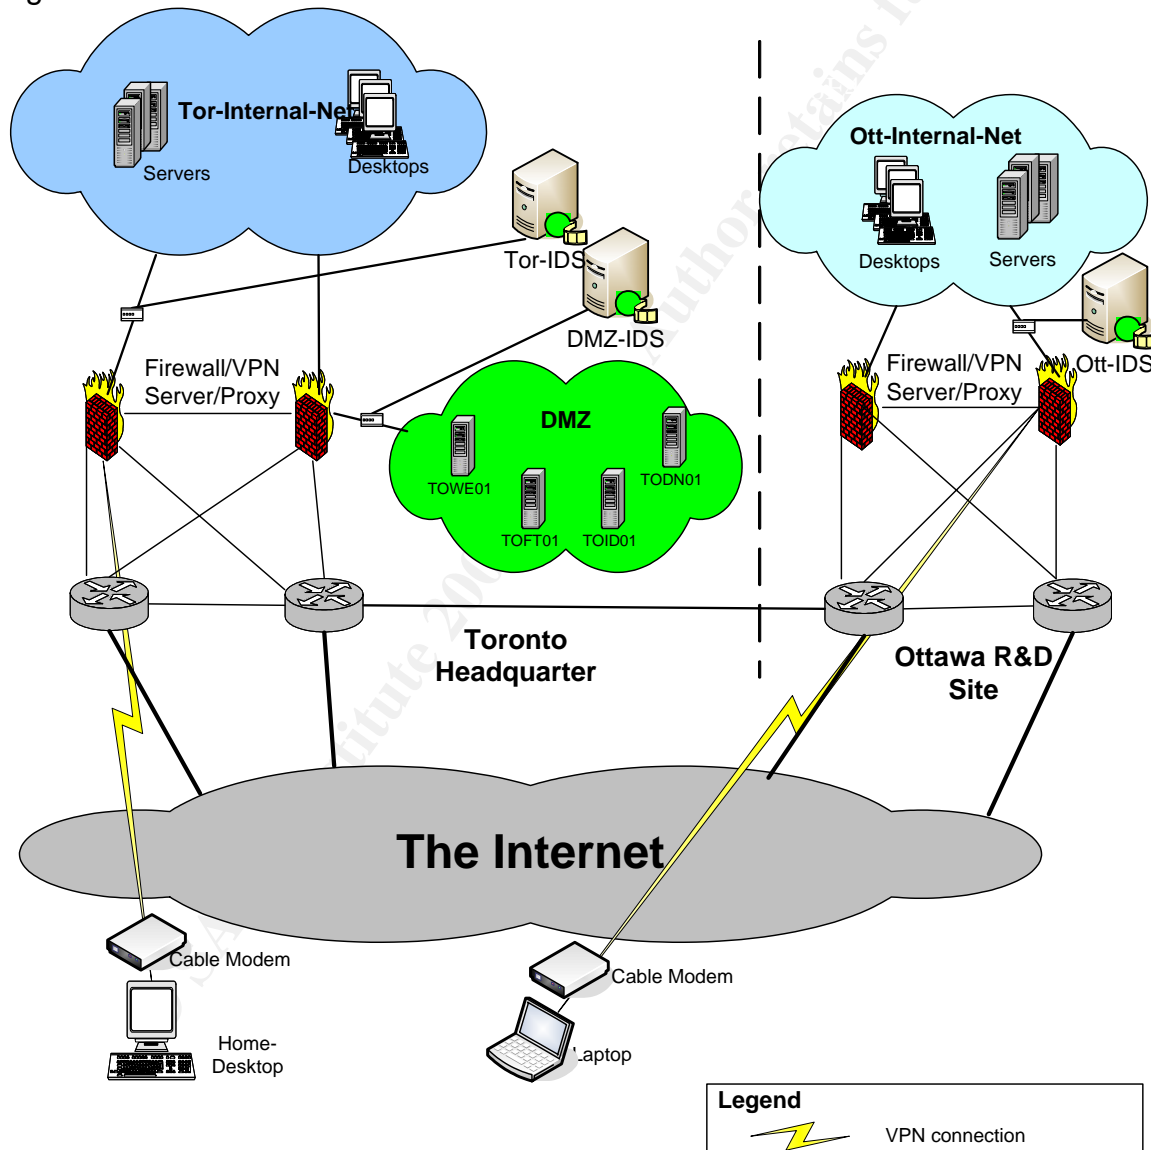 Tor-Internal-Net
Servers
Desktops
Ott-Internal-Net
Desktops
Servers
Tor-IDS
DMZ-IDS
Ott-IDS
Firewall/VPN
Server/Proxy
Firewall/VPN
Server/Proxy
DMZ
TOWE01
TODN01
TOFT01
TOID01
Toronto
Headquarter
Ottawa R&D
Site
The Internet
Cable Modem
Cable Modem
Home-
Desktop
Laptop
Legend
VPN connection